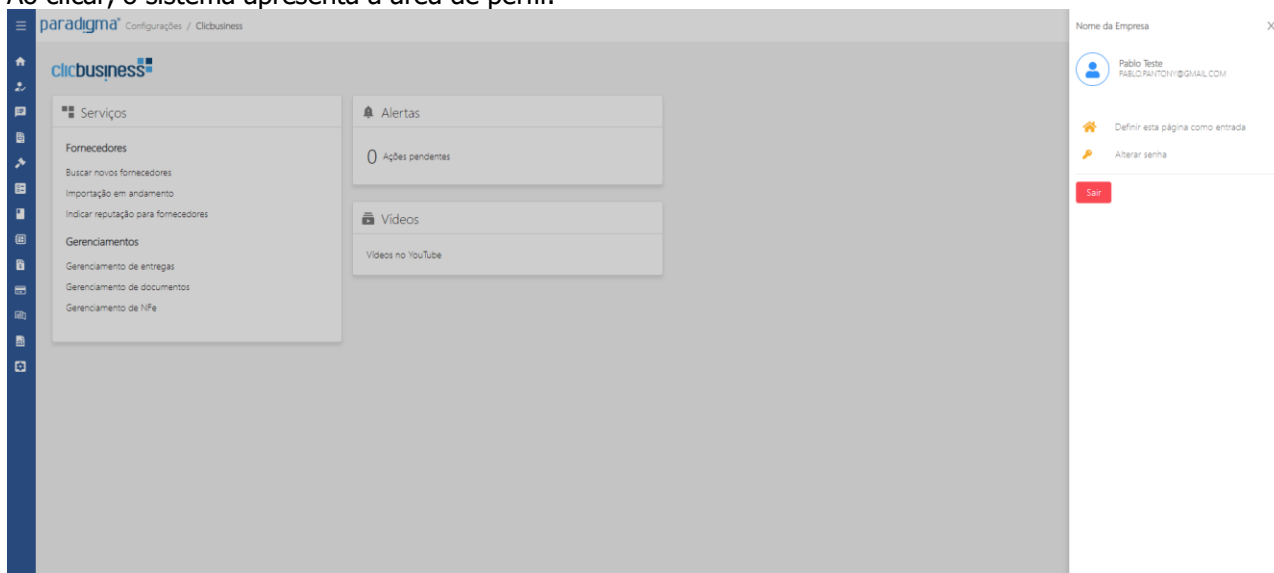 Ao clicar, o sistema apresenta a área de perfil.
paradigma Configurações / Clicbusiness
clicbusiness
Serviços
Fornecedores
Buscar novos fornecedores
Importação em andamento
Indicar reputação para fornecedores
Gerenciamentos
Gerenciamento de entregas
Gerenciamento de documentos
Gerenciamento de NFe
Alertas
0 Ações pendentes
Vídeos
Vídeos no YouTube
Nome da Empresa X
Pablo Teste
PABLO.PANTONY@GMAIL.COM
Definir esta página como entrada
Alterar senha
Sair